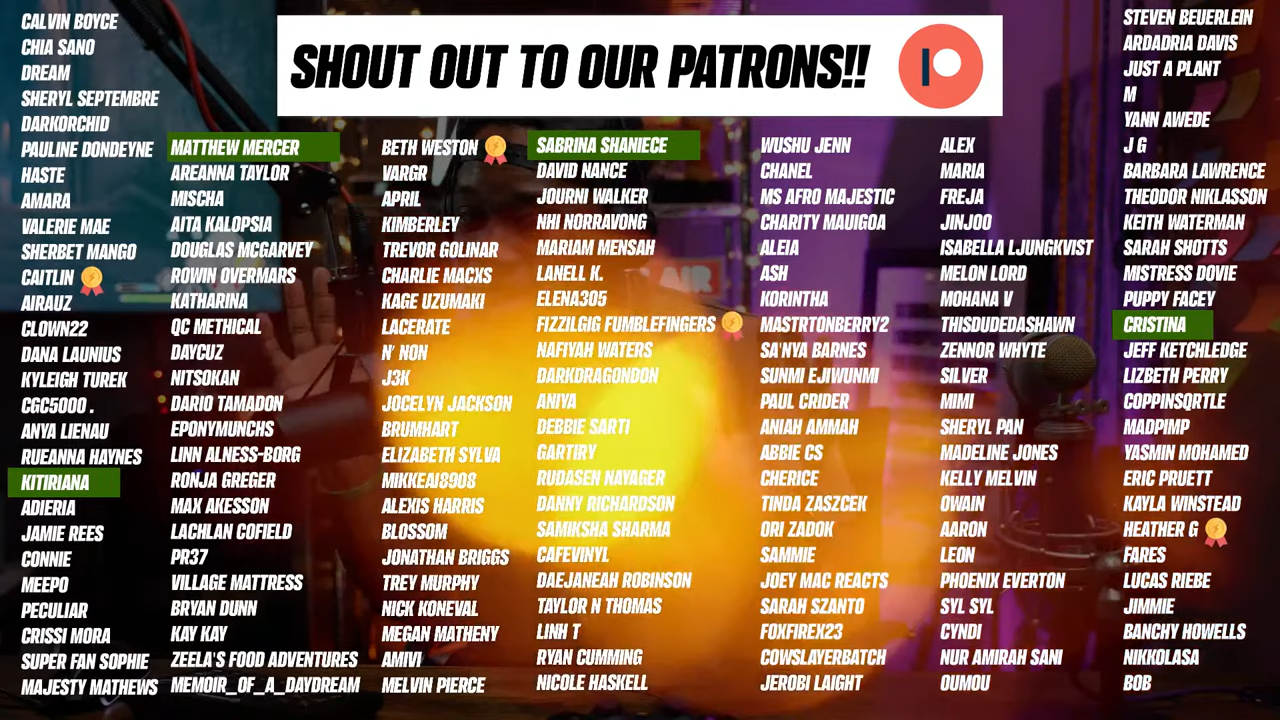 SHOUT OUT TO OUR PATRONS!!
CALVIN BOYCE
CHIA SANO
DREAM
SHERYL SEPTEMBRE
DARKORCHID
PAULINE DONDEYNE
HASTE
AMARA
VALERIE MAE
SHERBET MANGO
CAITLIN
AIRAUZ
CLOWN22
DANA LAUNIUS
KYLEIGH TUREK
CGC5000 .
ANYA LIENAU
RUEANNA HAYNES
KITIRIANA
ADIERIA
JAMIE REES
CONNIE
MEEPO
PECULIAR
CRISSI MORA
SUPER FAN SOPHIE
MAJESTY MATHEWS
MATTHEW MERCER
AREANNA TAYLOR
MISCHA
AITA KALOPSIA
DOUGLAS MCGARVEY
ROWIN OVERMARS
KATHARINA
QC METHICAL
DAYCUZ
NITSOKAN
DARIO TAMADON
EPONYMUNCHS
LINN ALNESS-BORG
RONJA GREGER
MAX AKESSON
LACHLAN COFIELD
PR37
VILLAGE MATTRESS
BRYAN DUNN
KAY KAY
ZEELA'S FOOD ADVENTURES
MEMOIR_OF_A_DAYDREAM
BETH WESTON
VARGR
APRIL
KIMBERLEY
TREVOR GOLINAR
CHARLIE MACKS
KAGE UZUMAKI
LACERATE
N' NON
J3K
JOCELYN JACKSON
BRUMHART
ELIZABETH SYLVA
MIKKEAI8908
ALEXIS HARRIS
BLOSSOM
JONATHAN BRIGGS
TREY MURPHY
NICK KONEVAL
MEGAN MATHENY
AMIVI
MELVIN PIERCE
SABRINA SHANIECE
DAVID NANCE
JOURNI WALKER
NHI NORRAVONG
MARIAM MENSAH
LANELL K.
ELENA305
FIZZILGIG FUMBLEFINGERS
NAFIYAH WATERS
DARKDRAGONDON
ANIYA
DEBBIE SARTI
GARTIRY
RUDASEN NAYAGER
DANNY RICHARDSON
SAMIKSHA SHARMA
CAFEVINYL
DAEJANEAH ROBINSON
TAYLOR N THOMAS
LINH T
RYAN CUMMING
NICOLE HASKELL
WUSHU JENN
CHANEL
MS AFRO MAJESTIC
CHARITY MAUIGOA
ALEIA
ASH
KORINTHA
MASTRTONBERRY2
SA'NYA BARNES
SUNMI EJIWUNMI
PAUL CRIDER
ANIAH AMMAH
ABBIE CS
CHERICE
TINDA ZASZCEK
ORI ZADOK
SAMMIE
JOEY MAC REACTS
SARAH SZANTO
FOXFIREX23
COWSLAYERBATCH
JEROBI LAIGHT
ALEX
MARIA
FREJA
JINJOO
ISABELLA LJUNGKVIST
MELON LORD
MOHANA V
THISDUDEDASHAWN
ZENNOR WHYTE
SILVER
MIMI
SHERYL PAN
MADELINE JONES
KELLY MELVIN
OWAIN
AARON
LEON
PHOENIX EVERTON
SYL SYL
CYNDI
NUR AMIRAH SANI
OUMOU
STEVEN BEUERLEIN
ARDADRIA DAVIS
JUST A PLANT
M
YANN AWEDE
J G
BARBARA LAWRENCE
THEODOR NIKLASSON
KEITH WATERMAN
SARAH SHOTTS
MISTRESS DOVIE
PUPPY FACEY
CRISTINA
JEFF KETCHLEDGE
LIZBETH PERRY
COPPINSQRTLE
MADPIMP
YASMIN MOHAMED
ERIC PRUETT
KAYLA WINSTEAD
HEATHER G
FARES
LUCAS RIEBE
JIMMIE
BANCHY HOWELLS
NIKKOLASA
BOB
AIR